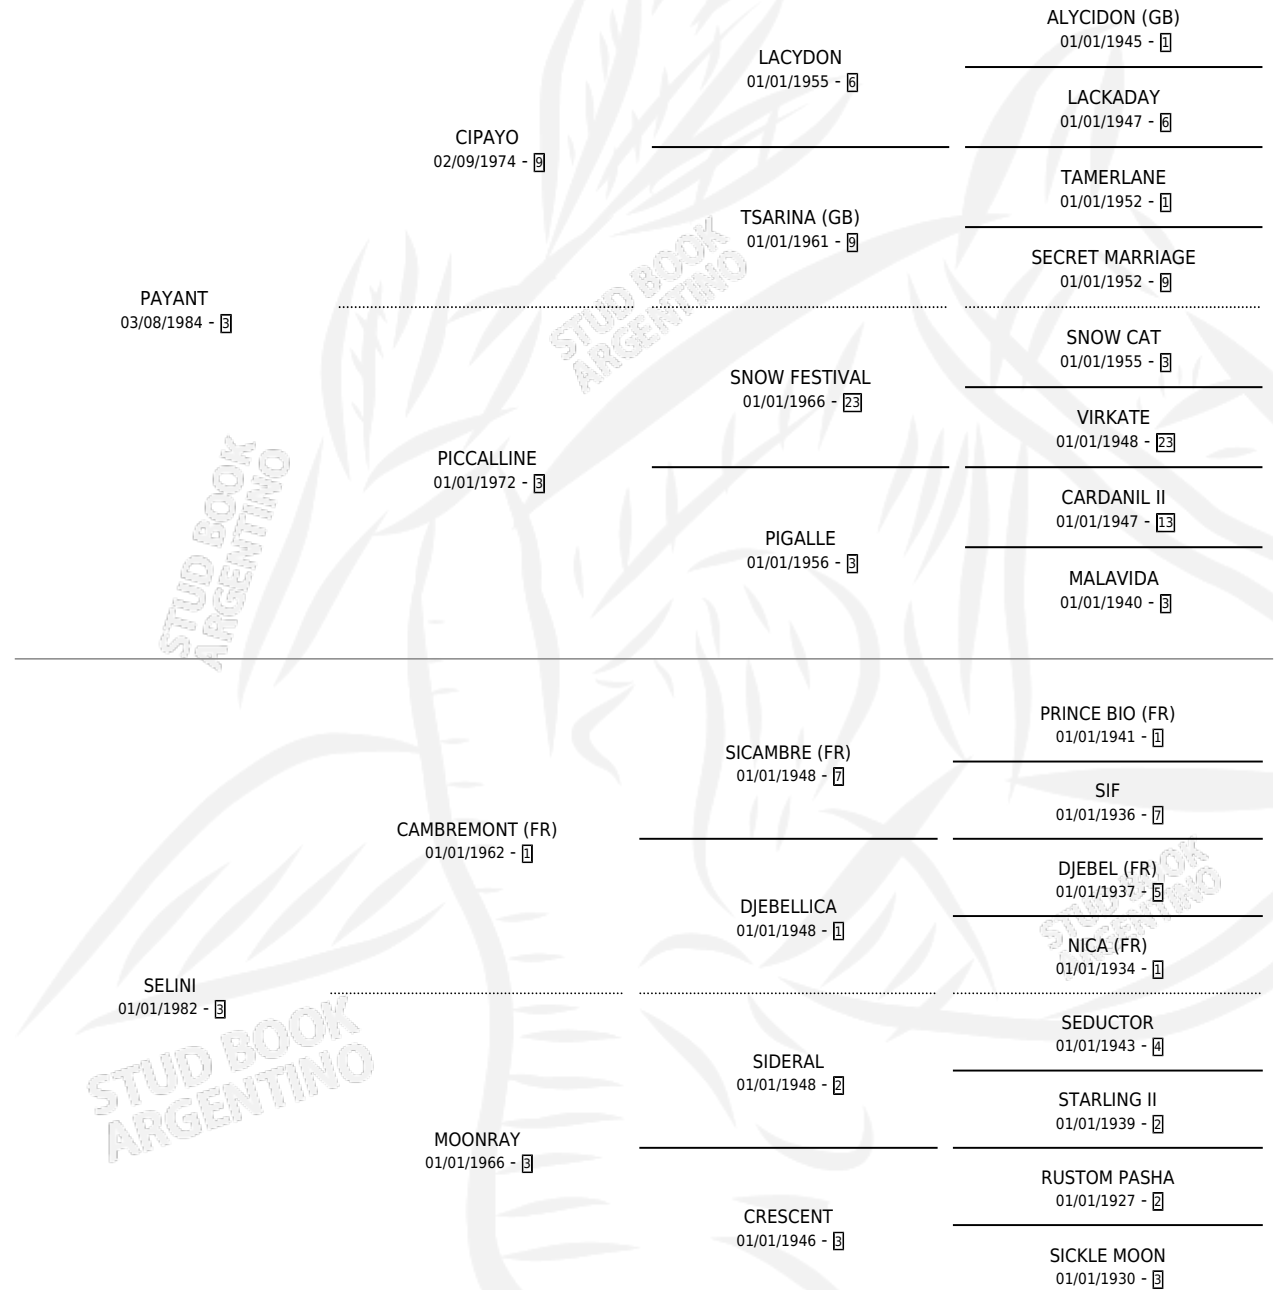 ALYCIDON (GB)
01/01/1945 - 1
LACYDON
01/01/1955 - 6
LACKADAY
01/01/1947 - 6
CIPAYO
02/09/1974 - 9
TAMERLANE
01/01/1952 - 1
TSARINA (GB)
01/01/1961 - 9
SECRET MARRIAGE
01/01/1952 - 9
PAYANT
03/08/1984 - 3
SNOW CAT
01/01/1955 - 3
SNOW FESTIVAL
01/01/1966 - 23
VIRKATE
01/01/1948 - 23
PICCALLINE
01/01/1972 - 3
CARDANIL II
01/01/1947 - 13
PIGALLE
01/01/1956 - 3
MALAVIDA
01/01/1940 - 3
STUD BOOK
ARGENTINO
STUD BOOK
ARGENTINO
PRINCE BIO (FR)
01/01/1941 - 1
SICAMBRE (FR)
01/01/1948 - 7
SIF
01/01/1936 - 7
CAMBREMONT (FR)
01/01/1962 - 1
DJEBEL (FR)
01/01/1937 - 5
DJEBELLICA
01/01/1948 - 1
NICA (FR)
01/01/1934 - 1
STUD BOOK
ARGENTINO
SELINI
01/01/1982 - 3
SEDUCTOR
01/01/1943 - 4
SIDERAL
01/01/1948 - 2
STARLING II
01/01/1939 - 2
STUD BOOK
ARGENTINO
MOONRAY
01/01/1966 - 3
RUSTOM PASHA
01/01/1927 - 2
CRESCENT
01/01/1946 - 3
SICKLE MOON
01/01/1930 - 3